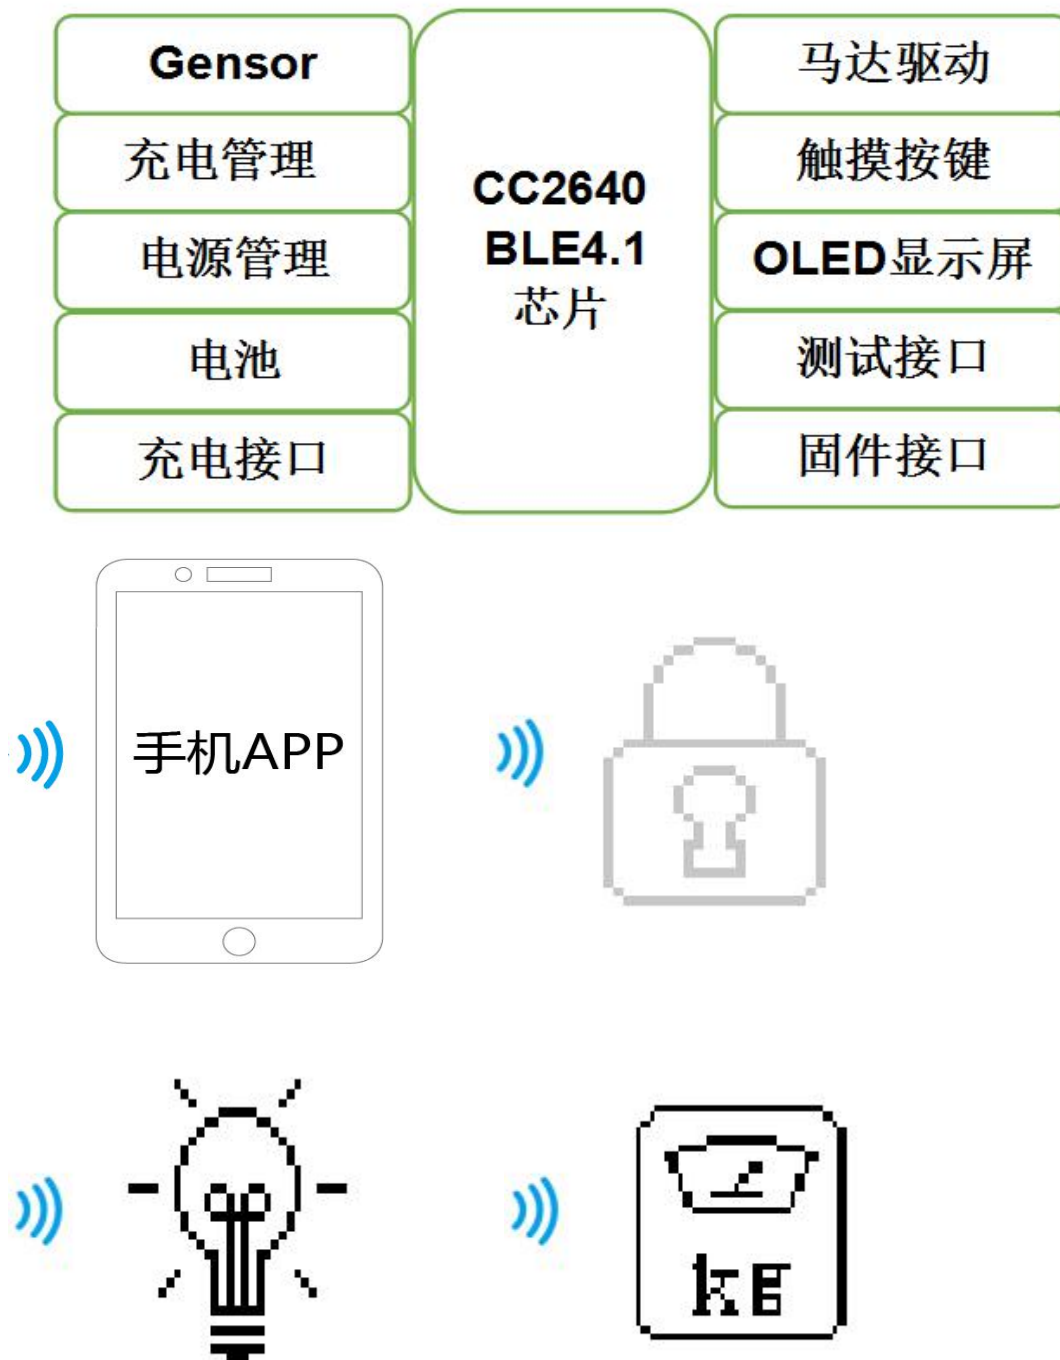 Gensor
充电管理
电源管理
电池
充电接口
CC2640
BLE4.1
芯片
马达驱动
触摸按键
OLED显示屏
测试接口
固件接口
手机APP
kg